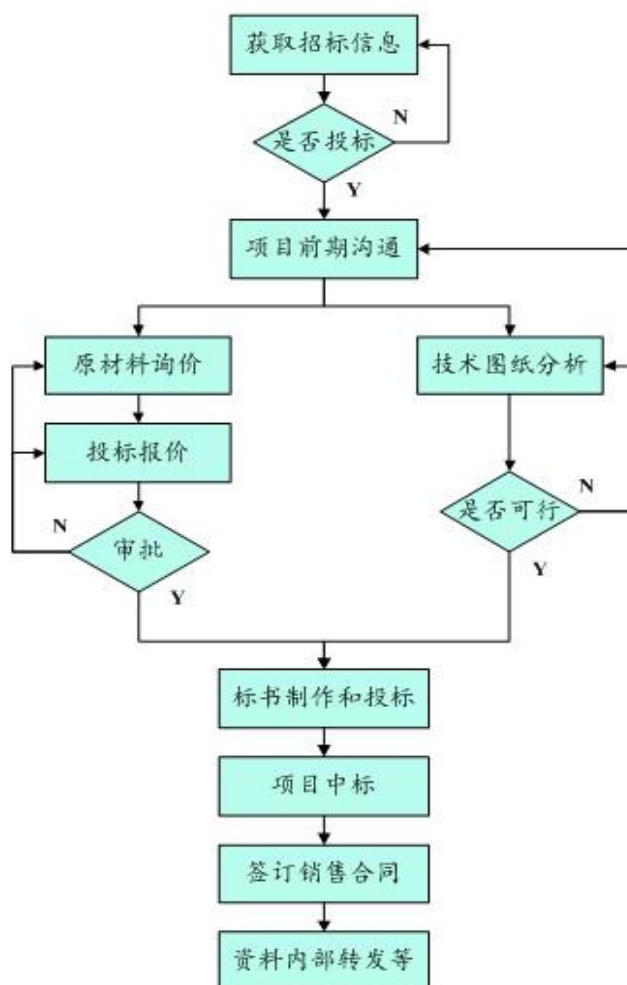 获取招标信息
N
是否投标
Y
项目前期沟通
原材料询价
技术图纸分析
投标报价
N
是否可行
N
审批
Y
Y
标书制作和投标
项目中标
签订销售合同
资料内部转发等